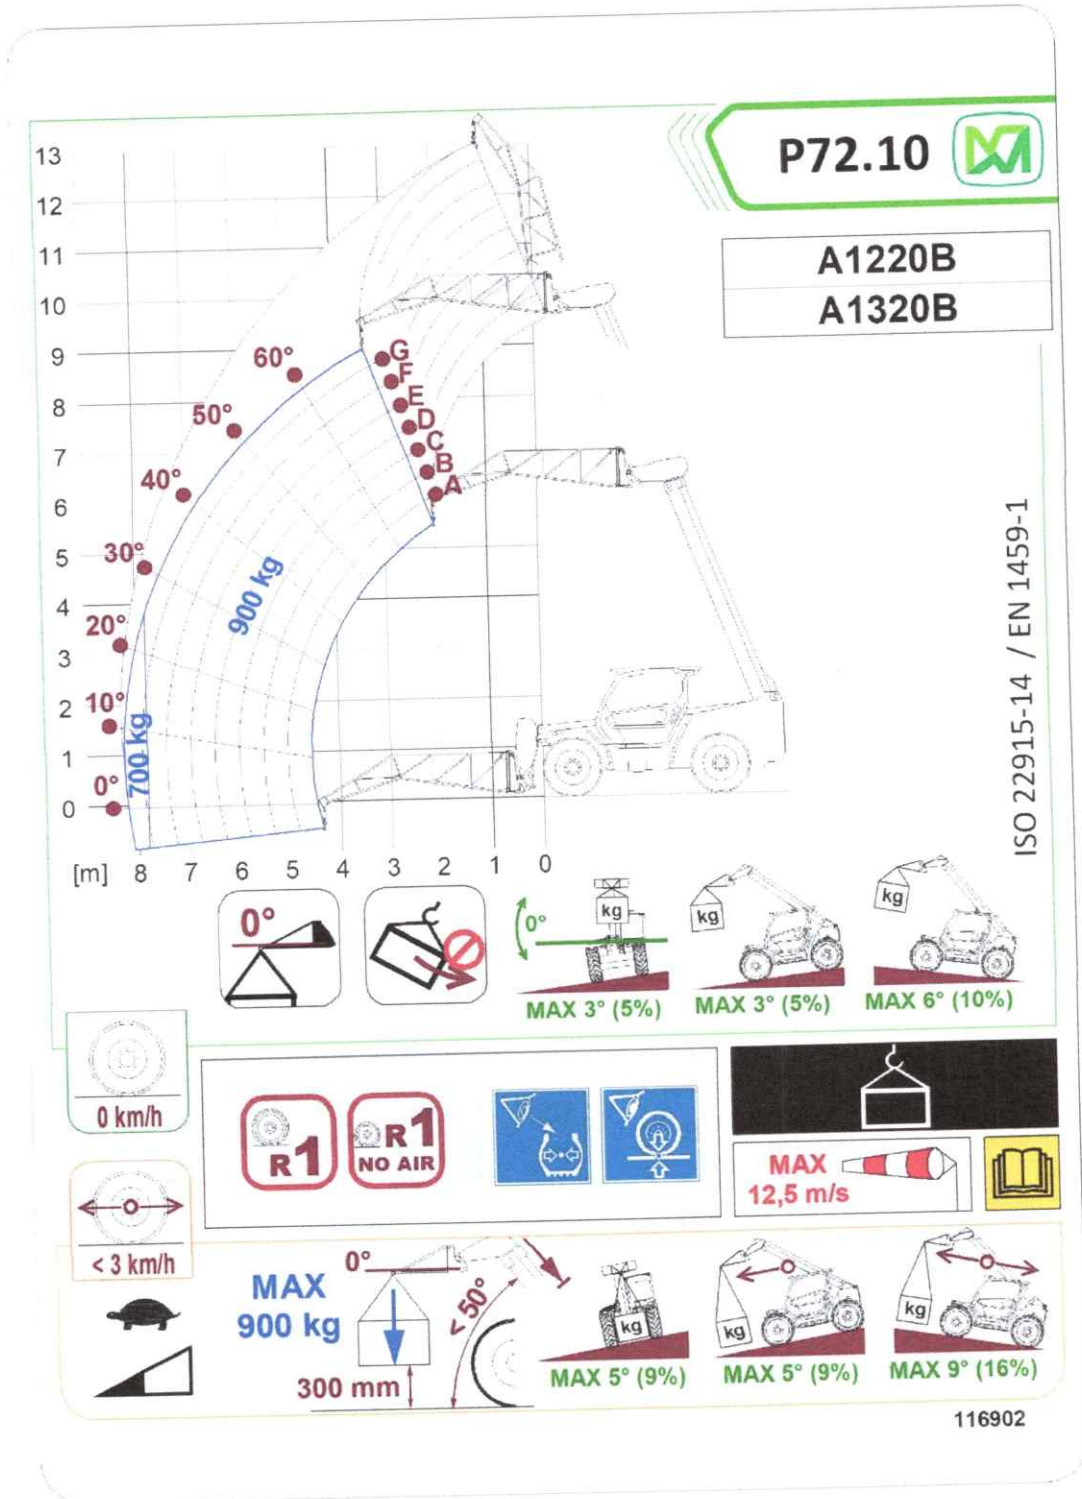 P72.10
A1220B
A1320B
13
12
11
10
9
8
7
6
5
4
3
2
1
0
60°
50°
40°
30°
20°
10°
0°
G
F
E
D
C
B
A
900 kg
700 kg
[m] 8 7 6 5 4 3 2 1 0
ISO 22915-14 / EN 1459-1
0°
0°
kg
kg
kg
MAX 3° (5%)
MAX 3° (5%)
MAX 6° (10%)
0 km/h
R1
R1
NO AIR
MAX
12,5 m/s
< 3 km/h
MAX
900 kg
0°
< 50°
300 mm
kg
kg
kg
MAX 5° (9%)
MAX 5° (9%)
MAX 9° (16%)
116902